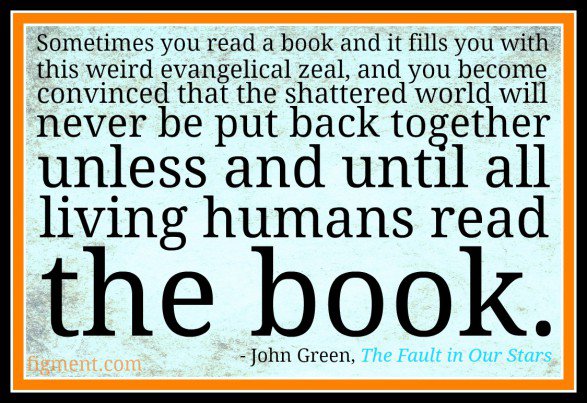 Sometimes you read a book and it fills you with
this weird evangelical zeal, and you become
convinced that the shattered world will
never be put back together
unless and until all
living humans read
the book.
- John Green, The Fault in Our Stars
figment.com